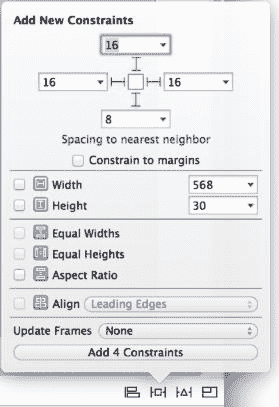 Add New Constraints
16
16 16
8
Spacing to nearest neighbor
Constrain to margins
Width 568
Height 30
Equal Widths
Equal Heights
Aspect Ratio
Align Leading Edges
Update Frames None
Add 4 Constraints